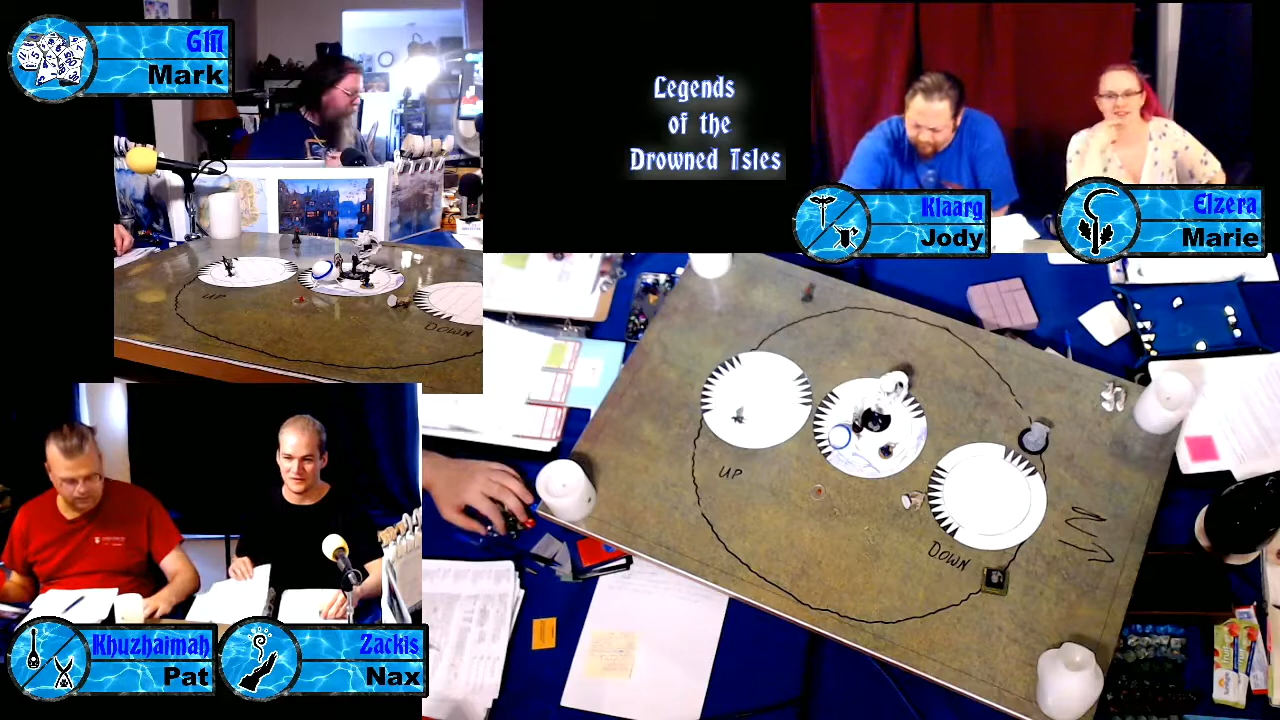 GM
Mark
Legends
of the
Drowned Isles
Klaarg
Jody
Elzera
Marie
UP
DOWN
UP
DOWN
Khuzhaimah
Pat
Zackis
Nax